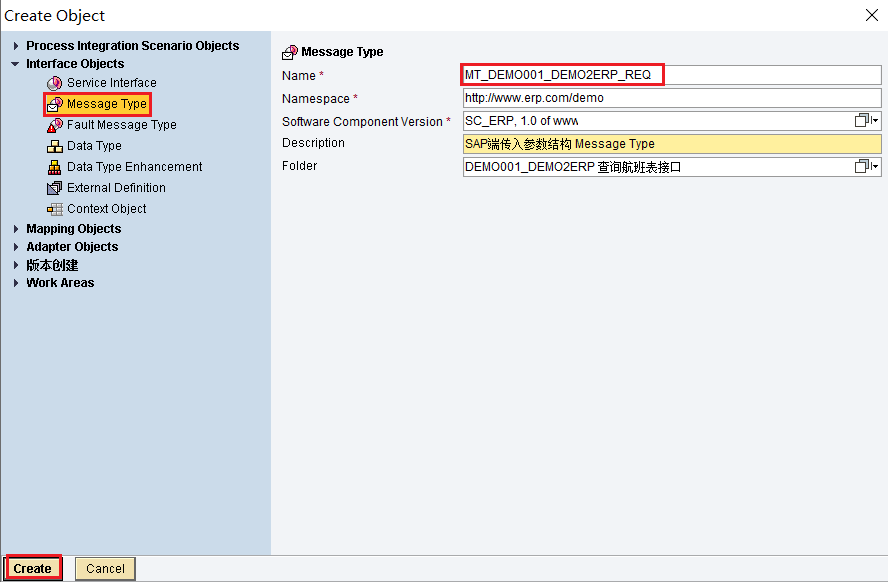 Create Object
Process Integration Scenario Objects
Interface Objects
Service Interface
Message Type
Fault Message Type
Data Type
Data Type Enhancement
External Definition
Context Object
Mapping Objects
Adapter Objects
版本创建
Work Areas
Message Type
Name * MT_DEMO001_DEMO2ERP_REQ
Namespace * http://www.erp.com/demo
Software Component Version * SC_ERP, 1.0 of www
Description SAP端传入参数结构 Message Type
Folder DEMO001_DEMO2ERP 查询航班表接口
Create Cancel